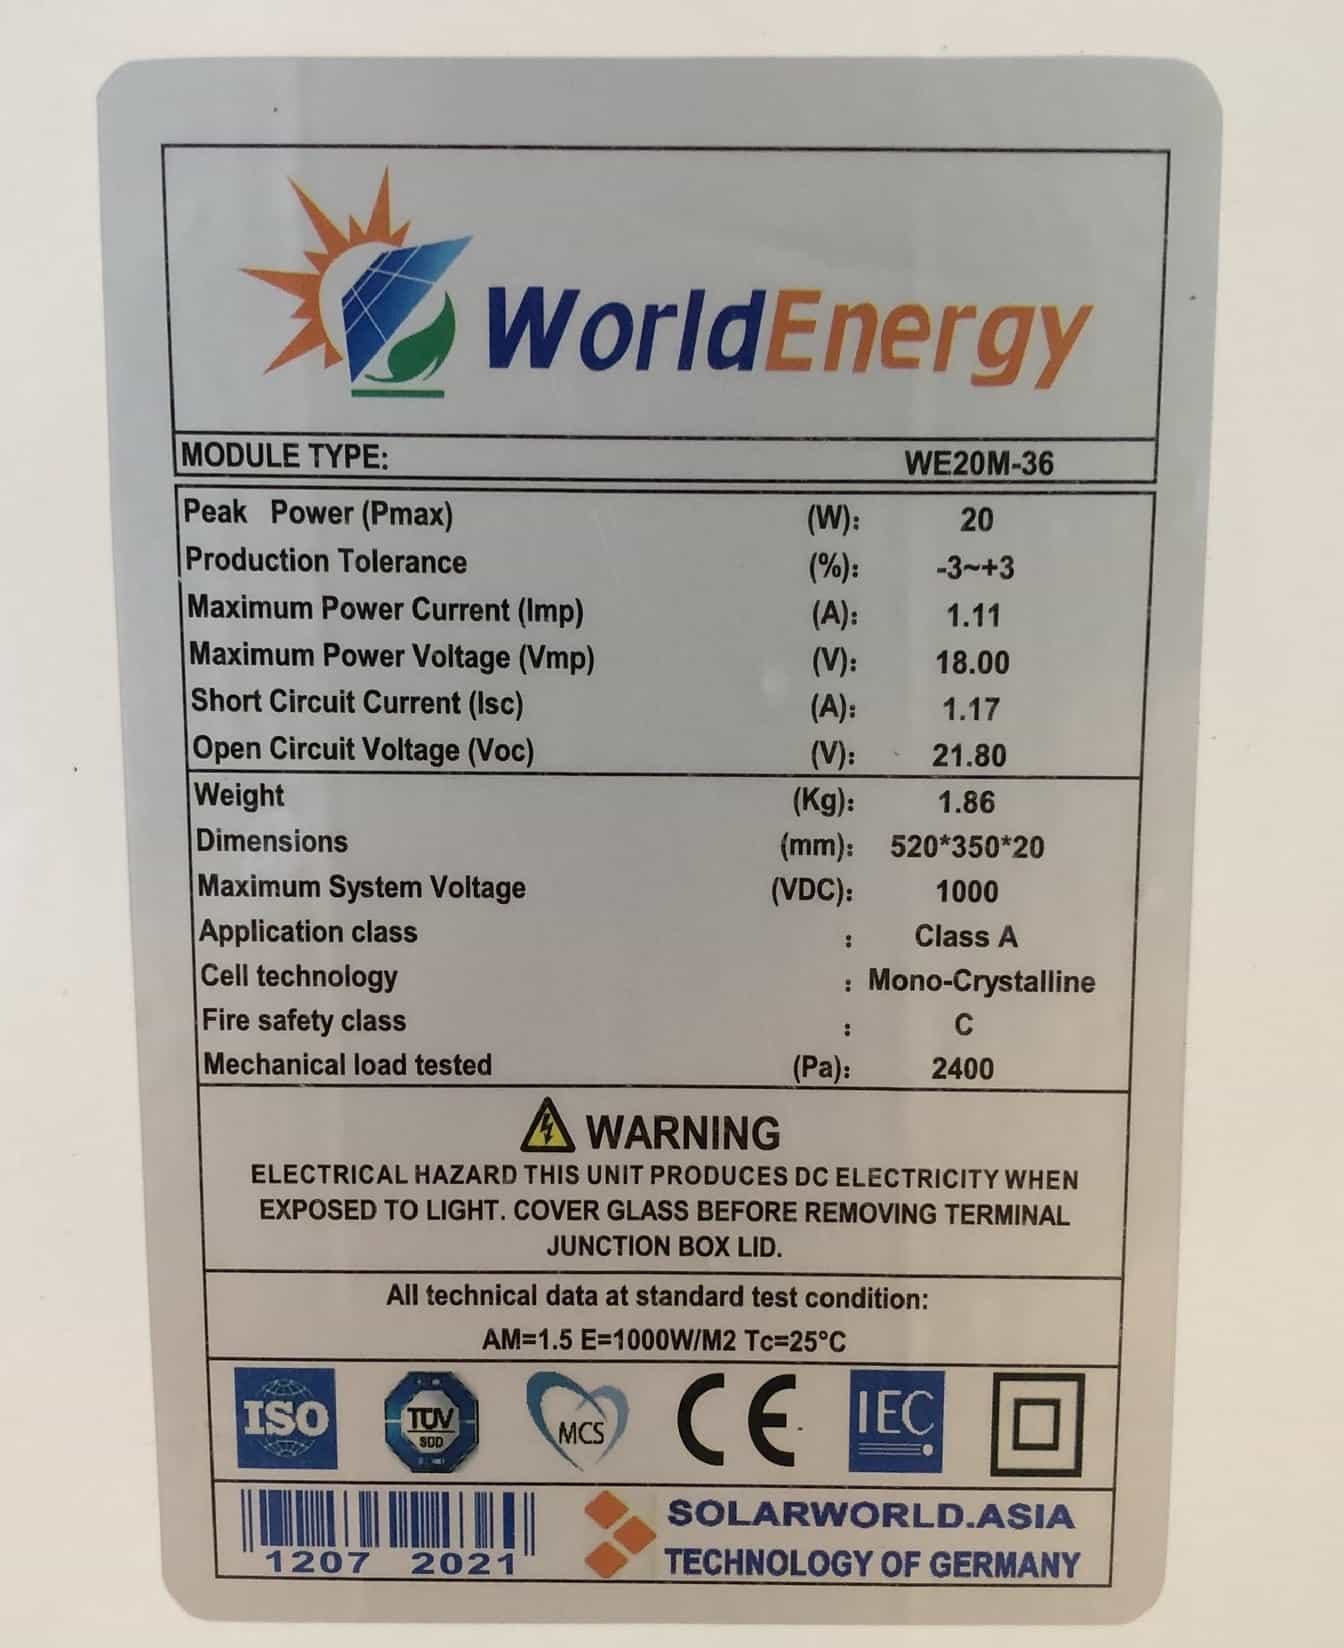 WorldEnergy
MODULE TYPE: WE20M-36
Peak Power (Pmax) (W): 20
Production Tolerance (%): -3~+3
Maximum Power Current (Imp) (A): 1.11
Maximum Power Voltage (Vmp) (V): 18.00
Short Circuit Current (Isc) (A): 1.17
Open Circuit Voltage (Voc) (V): 21.80
Weight (Kg): 1.86
Dimensions (mm): 520*350*20
Maximum System Voltage (VDC): 1000
Application class : Class A
Cell technology : Mono-Crystalline
Fire safety class : C
Mechanical load tested (Pa): 2400
WARNING
ELECTRICAL HAZARD THIS UNIT PRODUCES DC ELECTRICITY WHEN
EXPOSED TO LIGHT. COVER GLASS BEFORE REMOVING TERMINAL
JUNCTION BOX LID.
All technical data at standard test condition:
AM=1.5 E=1000W/M2 Tc=25°C
ISO TÜV SÜD MCS CE IEC
1207 2021
SOLARWORLD.ASIA
TECHNOLOGY OF GERMANY